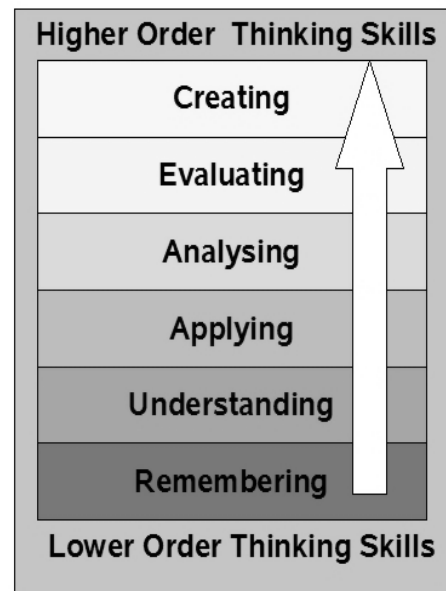 Higher Order Thinking Skills
Creating
Evaluating
Analysing
Applying
Understanding
Remembering
Lower Order Thinking Skills